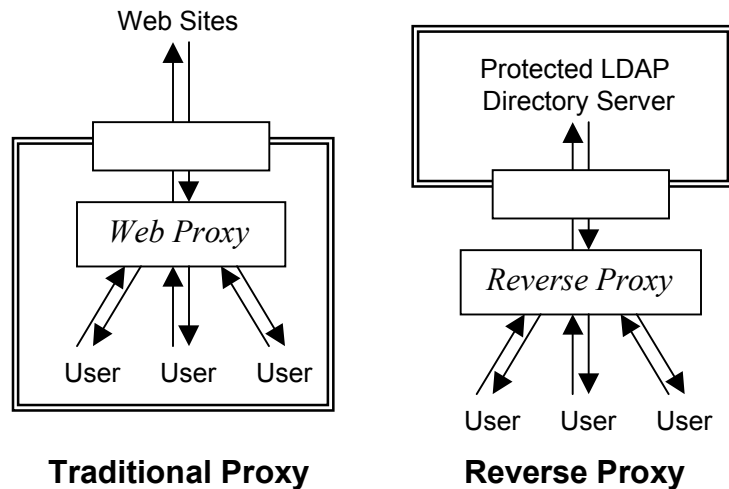 Web Sites
Web Proxy
User User User
Traditional Proxy
Protected LDAP
Directory Server
Reverse Proxy
User User User
Reverse Proxy